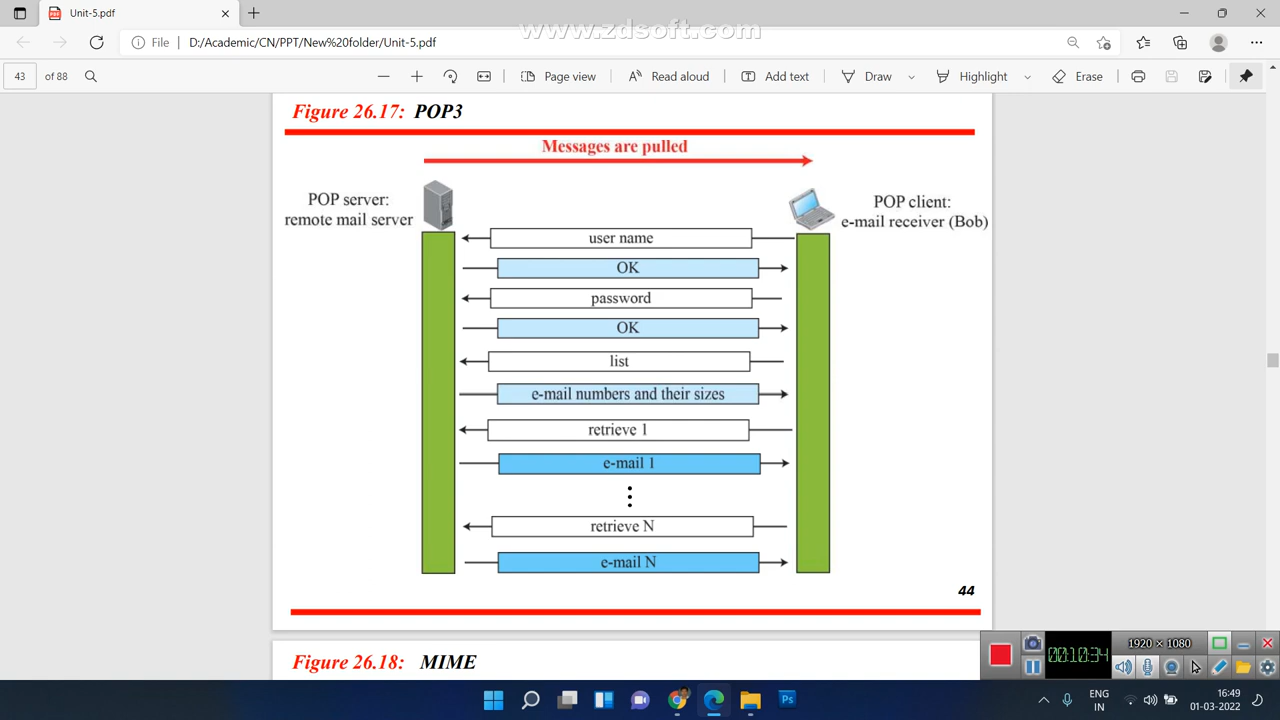 Unit-5.pdf
www.zdsoft.com
File
D:/Academic/CN/PPT/New%20folder/Unit-5.pdf
43 of 88
Page view
Read aloud
Add text
Draw
Highlight
Erase
Figure 26.17: POP3
Messages are pulled
POP server:
remote mail server
POP client:
e-mail receiver (Bob)
user name
OK
password
OK
list
e-mail numbers and their sizes
retrieve 1
e-mail 1
retrieve N
e-mail N
44
Figure 26.18: MIME
1920 × 1080
00:10:34
ENG
IN
16:49
01-03-2022